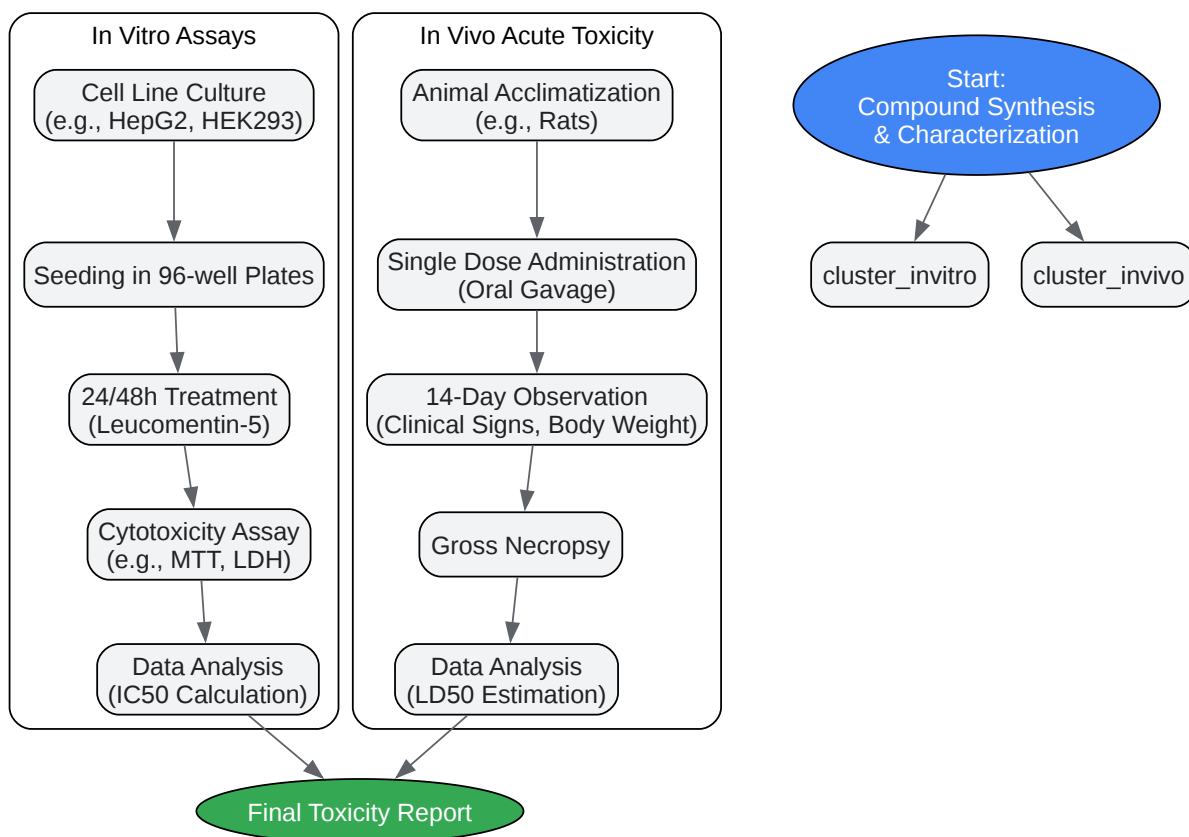 In Vitro Assays
Cell Line Culture
(e.g., HepG2, HEK293)
Seeding in 96-well Plates
24/48h Treatment
(Leucomentin-5)
Cytotoxicity Assay
(e.g., MTT, LDH)
Data Analysis
(IC50 Calculation)
In Vivo Acute Toxicity
Animal Acclimatization
(e.g., Rats)
Single Dose Administration
(Oral Gavage)
14-Day Observation
(Clinical Signs, Body Weight)
Gross Necropsy
Data Analysis
(LD50 Estimation)
Final Toxicity Report
Start:
Compound Synthesis
& Characterization
cluster_invitro
cluster_invivo